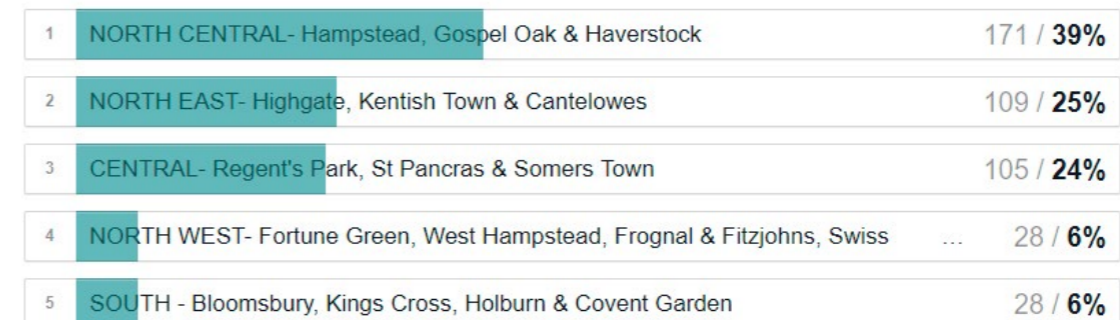 1 NORTH CENTRAL- Hampstead, Gospel Oak & Haverstock 171 / 39%
2 NORTH EAST- Highgate, Kentish Town & Cantelowes 109 / 25%
3 CENTRAL- Regent's Park, St Pancras & Somers Town 105 / 24%
4 NORTH WEST- Fortune Green, West Hampstead, Frognal & Fitzjohns, Swiss ... 28 / 6%
5 SOUTH - Bloomsbury, Kings Cross, Holburn & Covent Garden 28 / 6%